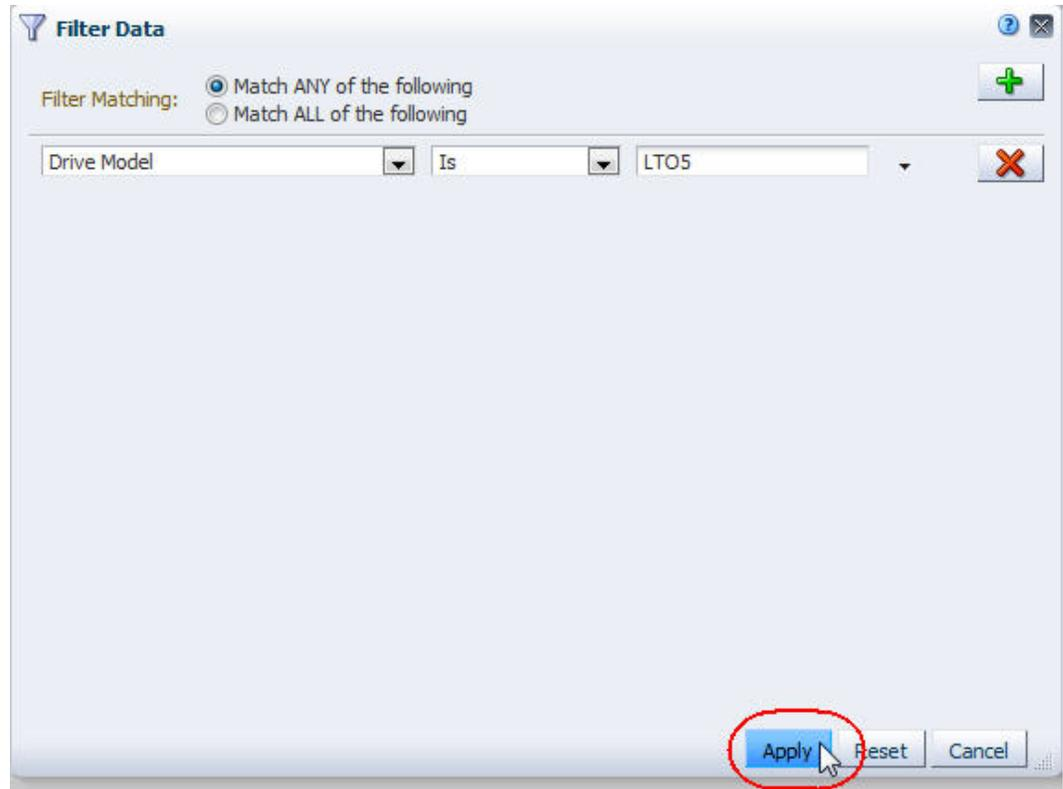 Filter Data
Filter Matching:
Match ANY of the following
Match ALL of the following
Drive Model Is LTO5
Apply Reset Cancel